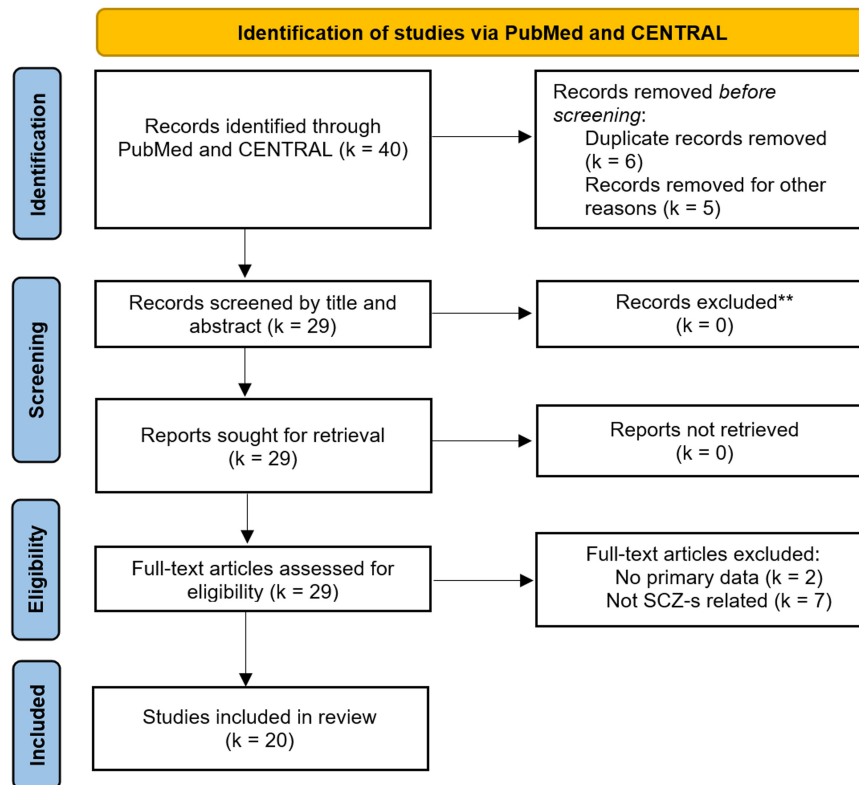 Identification of studies via PubMed and CENTRAL
Identification
Records identified through
PubMed and CENTRAL (k = 40)
Records removed before
screening:
Duplicate records removed
(k = 6)
Records removed for other
reasons (k = 5)
Screening
Records screened by title and
abstract (k = 29)
Records excluded**
(k = 0)
Reports sought for retrieval
(k = 29)
Reports not retrieved
(k = 0)
Eligibility
Full-text articles assessed for
eligibility (k = 29)
Full-text articles excluded:
No primary data (k = 2)
Not SCZ-s related (k = 7)
Included
Studies included in review
(k = 20)